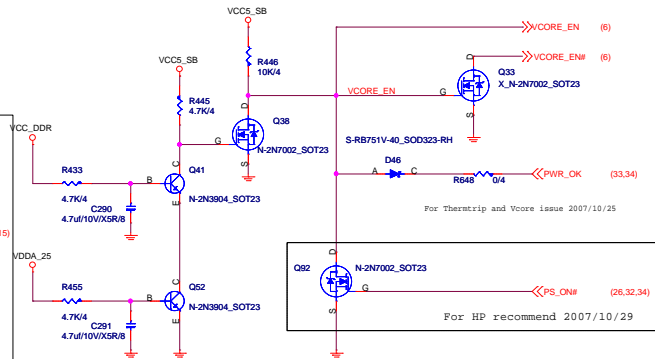 VCC5_SB
VCORE_EN (6)
VCORE_EN# (6)
VCC5_SB
R446
10K/4
Q33
X_N-2N7002_SOT23
D
G
S
VCORE_EN
R445
4.7K/4
D
Q38
G
N-2N7002_SOT23
S
VCC_DDR
S-RB751V-40_SOD323-RH
D46
A C
R648 0/4
PWR_OK (33,34)
R433
4.7K/4
C
B
E
Q41
N-2N3904_SOT23
C290
4.7uf/10V/X5R/8
For Thermtrip and Vcore issue 2007/10/25
5)
VDDA_25
D
Q92
N-2N7002_SOT23
G
S
PS_ON# (26,32,34)
For HP recommend 2007/10/29
R455
4.7K/4
C
B
E
Q52
N-2N3904_SOT23
C291
4.7uf/10V/X5R/8